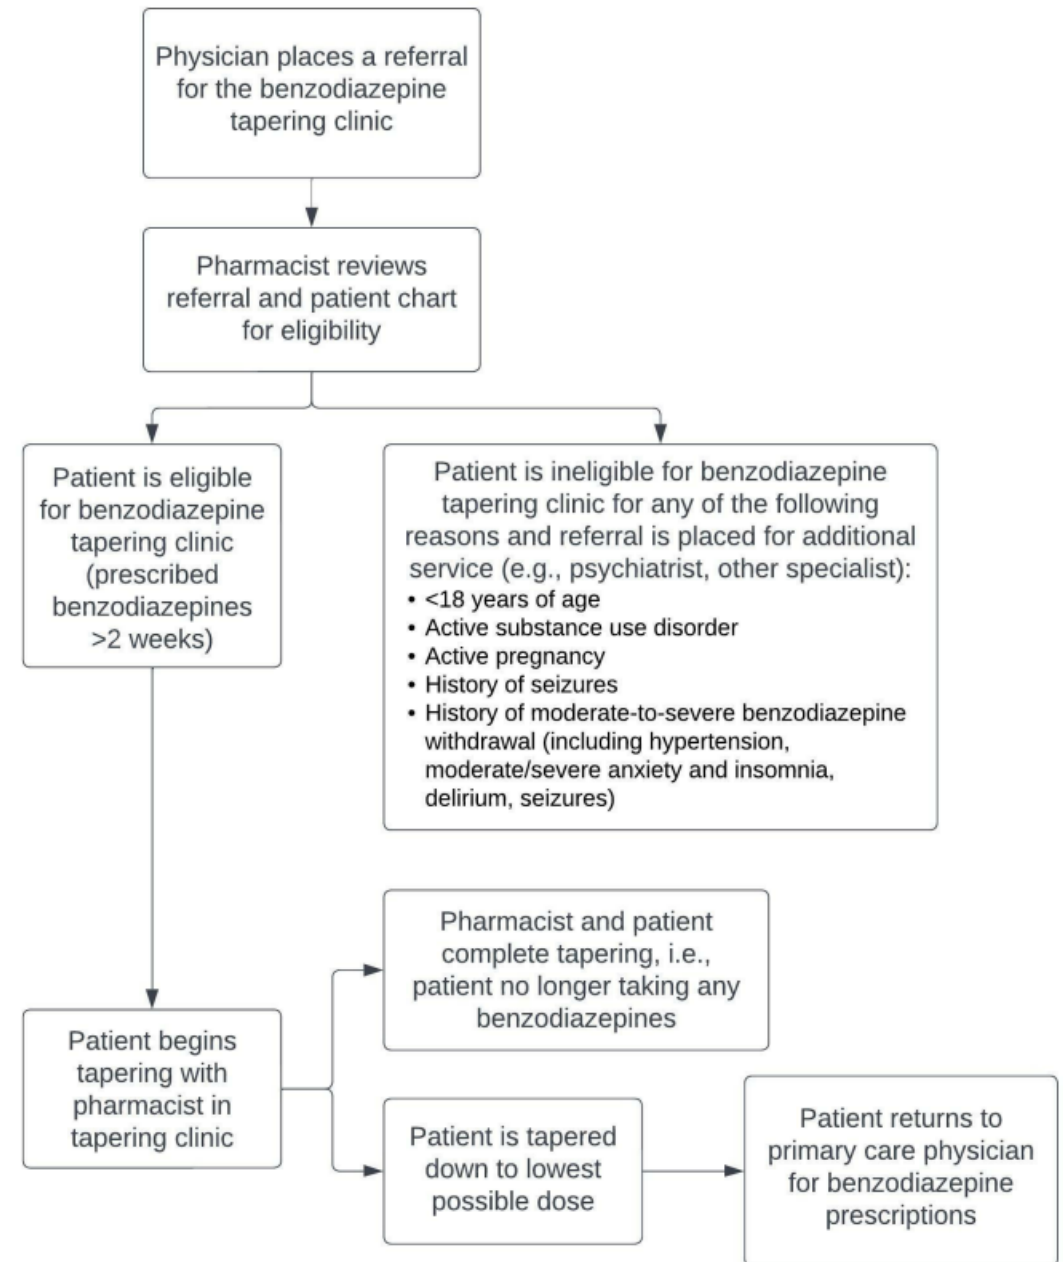 Physician places a referral
for the benzodiazepine
tapering clinic
Pharmacist reviews
referral and patient chart
for eligibility
Patient is eligible
for benzodiazepine
tapering clinic
(prescribed
benzodiazepines
>2 weeks)
Patient is ineligible for benzodiazepine
tapering clinic for any of the following
reasons and referral is placed for additional
service (e.g., psychiatrist, other specialist):
• <18 years of age
• Active substance use disorder
• Active pregnancy
• History of seizures
• History of moderate-to-severe benzodiazepine
withdrawal (including hypertension,
moderate/severe anxiety and insomnia,
delirium, seizures)
Pharmacist and patient
complete tapering, i.e.,
patient no longer taking any
benzodiazepines
Patient begins
tapering with
pharmacist in
tapering clinic
Patient is tapered
down to lowest
possible dose
Patient returns to
primary care physician
for benzodiazepine
prescriptions